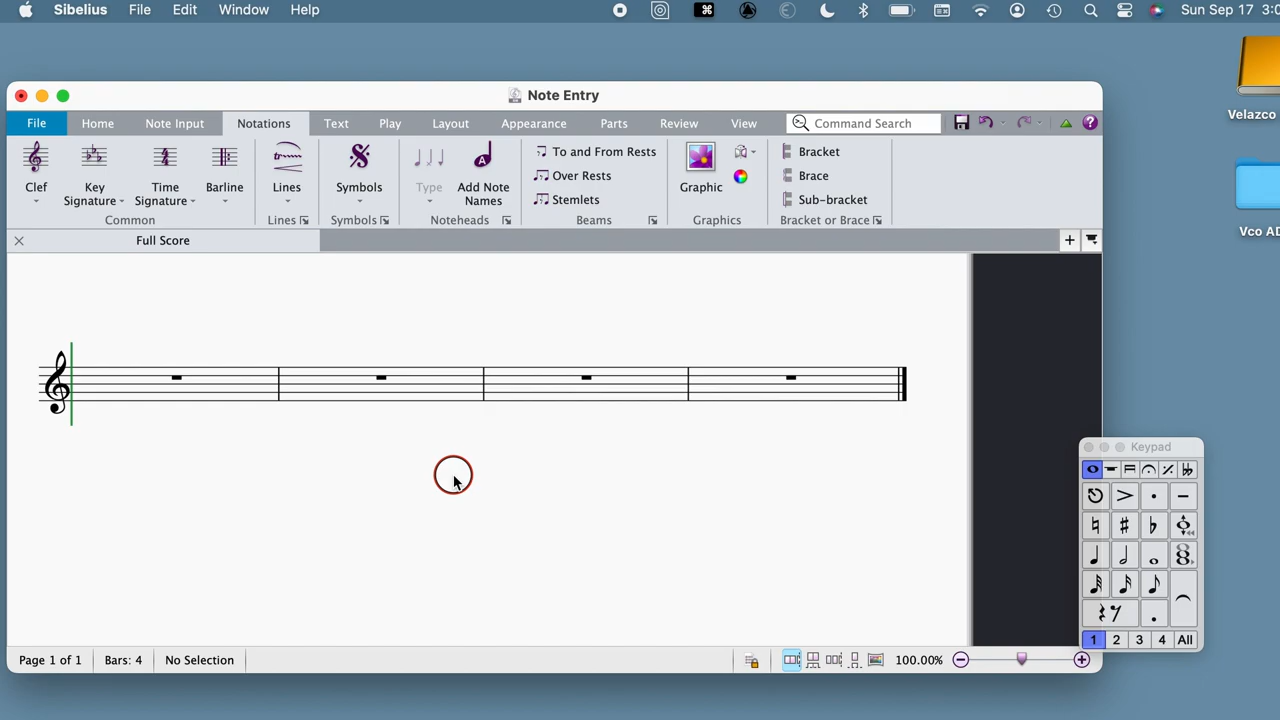 Sibelius File Edit Window Help Sun Sep 17 3:0
Note Entry
File Home Note Input Notations Text Play Layout Appearance Parts Review View Command Search
Velazco
Clef
Key
Signature
Time
Signature
Barline
Common
Lines
Lines
Symbols
Symbols
Type
Add Note
Names
Noteheads
To and From Rests
Over Rests
Stemlets
Beams
Graphic
Graphics
Bracket
Brace
Sub-bracket
Bracket or Brace
Vco AD
Full Score
Keypad
1 2 3 4 All
Page 1 of 1 Bars: 4 No Selection 100.00%